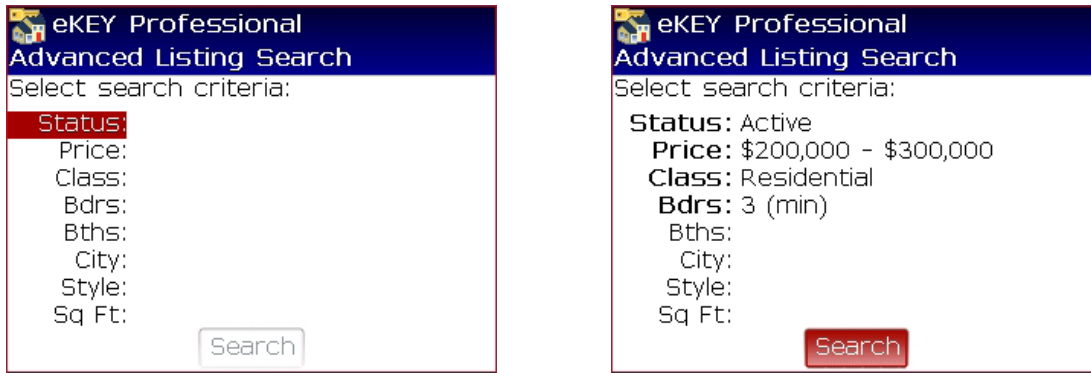 eKEY Professional
Advanced Listing Search
Select search criteria:
Status:
Price:
Class:
Bdrs:
Bths:
City:
Style:
Sq Ft:
Search
eKEY Professional
Advanced Listing Search
Select search criteria:
Status: Active
Price: $200,000 - $300,000
Class: Residential
Bdrs: 3 (min)
Bths:
City:
Style:
Sq Ft:
Search